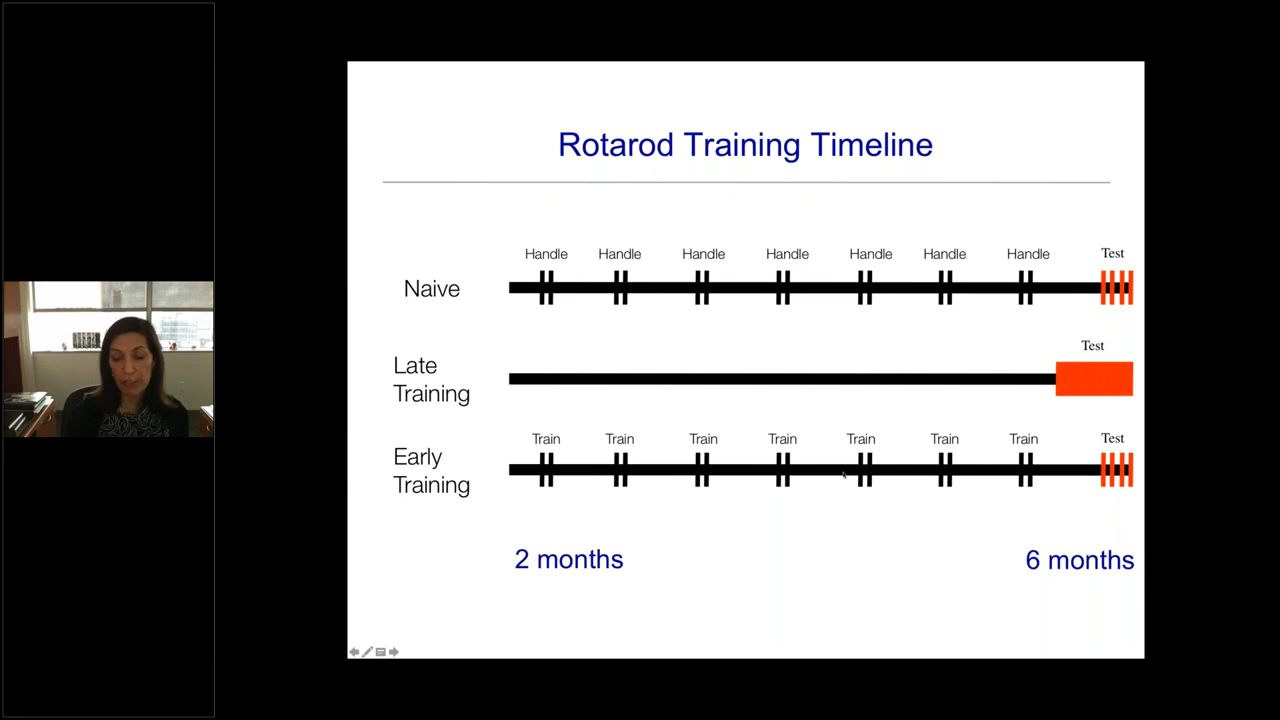 Rotarod Training Timeline
Handle Handle Handle Handle Handle Handle Handle Test
Naive
Test
Late
Training
Train Train Train Train Train Train Train Test
Early
Training
2 months 6 months